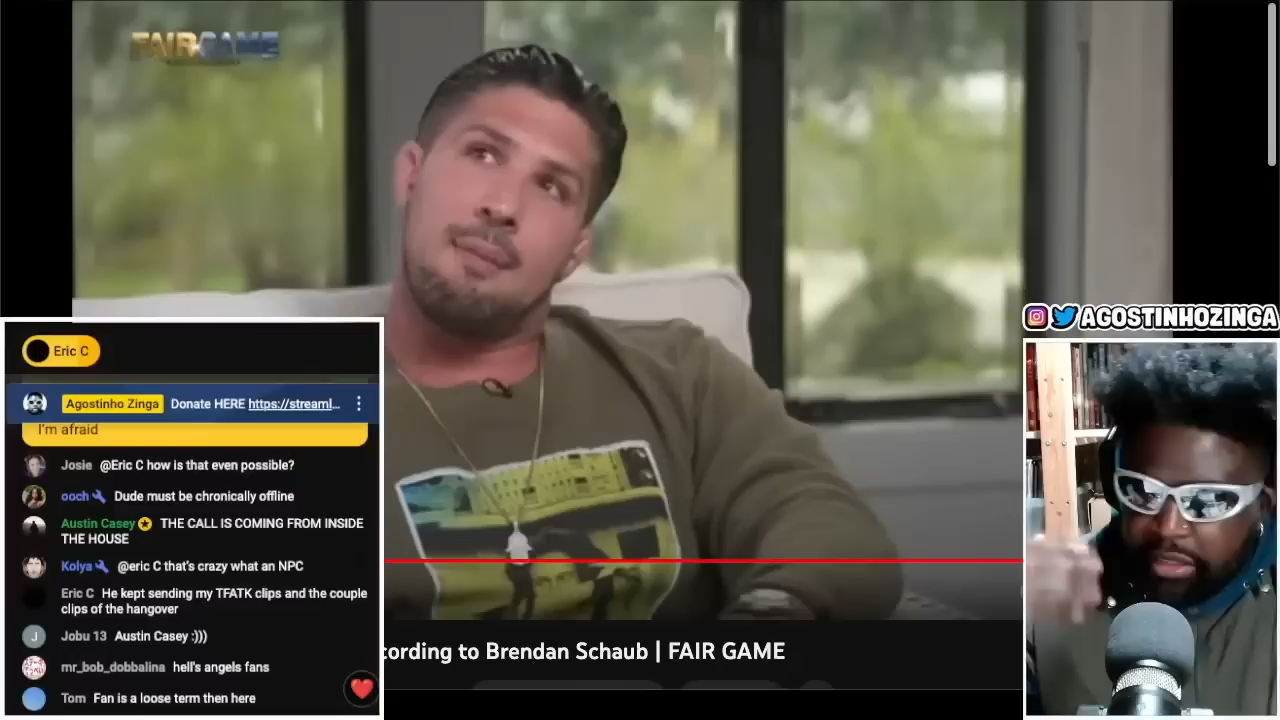 FAIR GAME
AGOSTINHOZINGA
Eric C
Agostinho Zinga Donate HERE https://streaml...
I'm afraid
Josie @Eric C how is that even possible?
ooch Dude must be chronically offline
Austin Casey THE CALL IS COMING FROM INSIDE
THE HOUSE
Kolya @eric C that's crazy what an NPC
Eric C He kept sending my TFATK clips and the couple
clips of the hangover
J
Jobu 13 Austin Casey :)))
mr_bob_dobbalina hell's angels fans
Tom Fan is a loose term then here
cording to Brendan Schaub | FAIR GAME